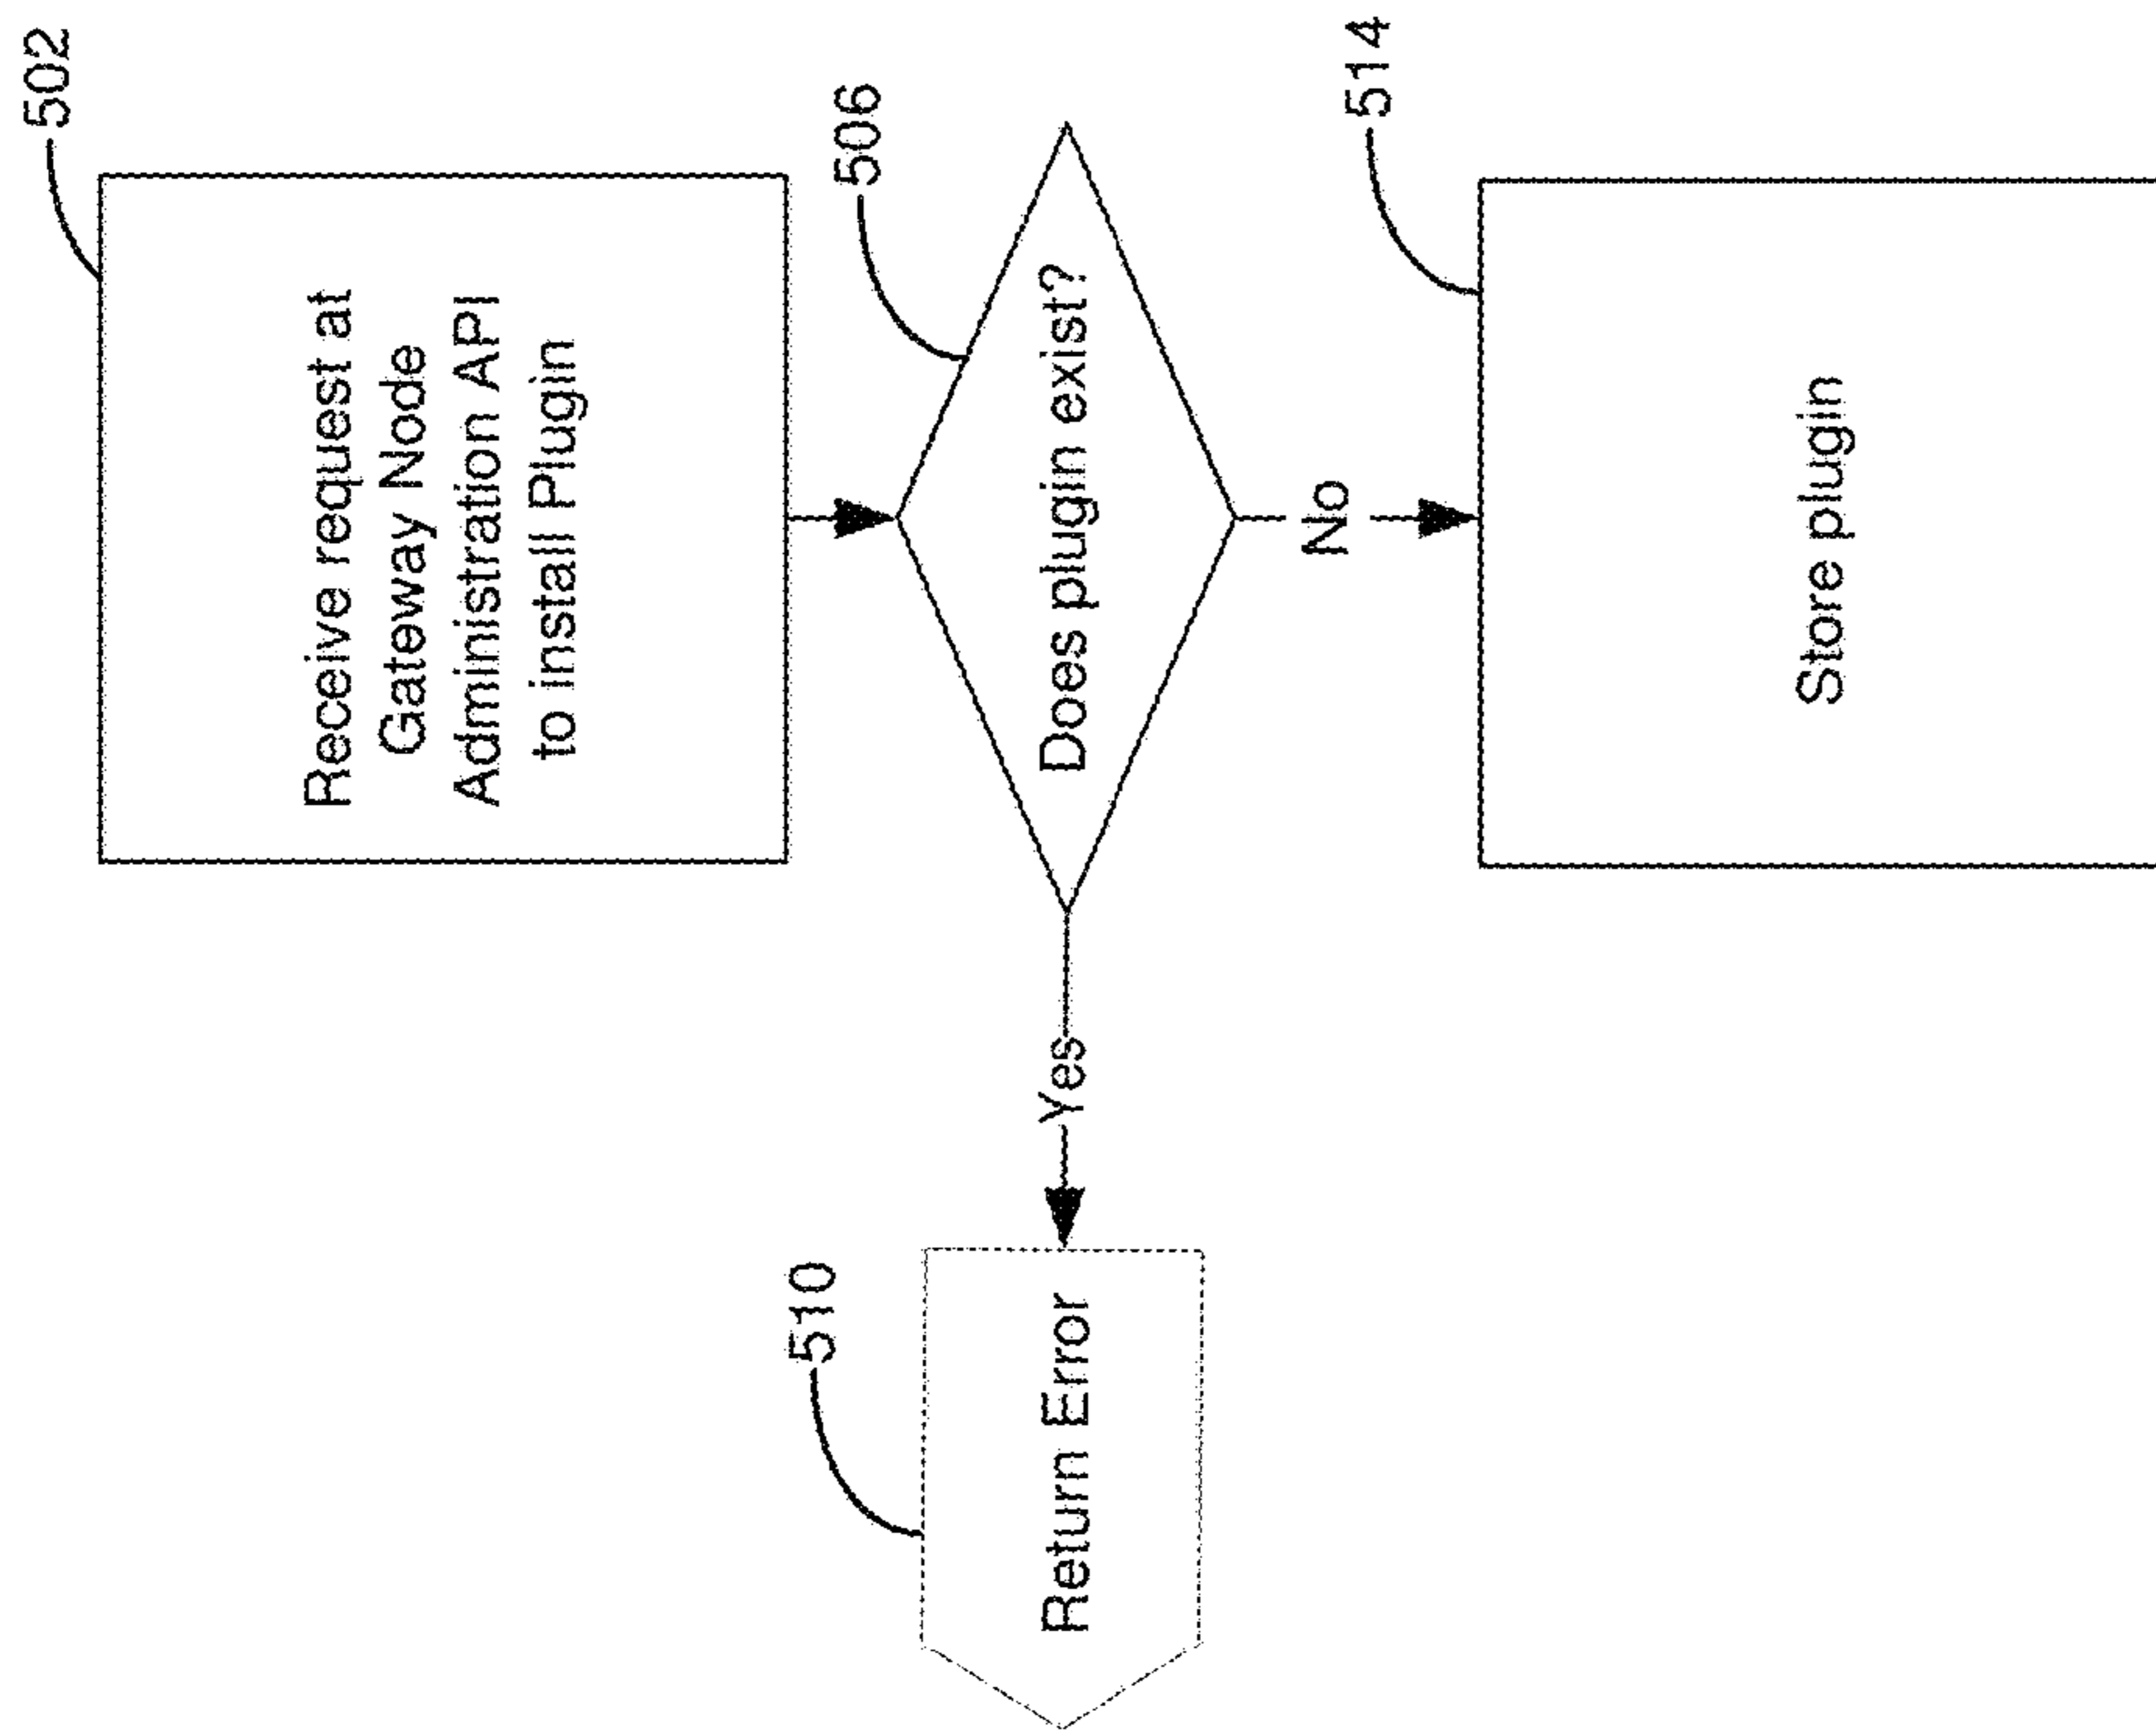 502
Receive request at
Gateway Node
Administration API
to install Plugin
506
Does plugin exist?
Yes
510
Return Error
No
514
Store plugin